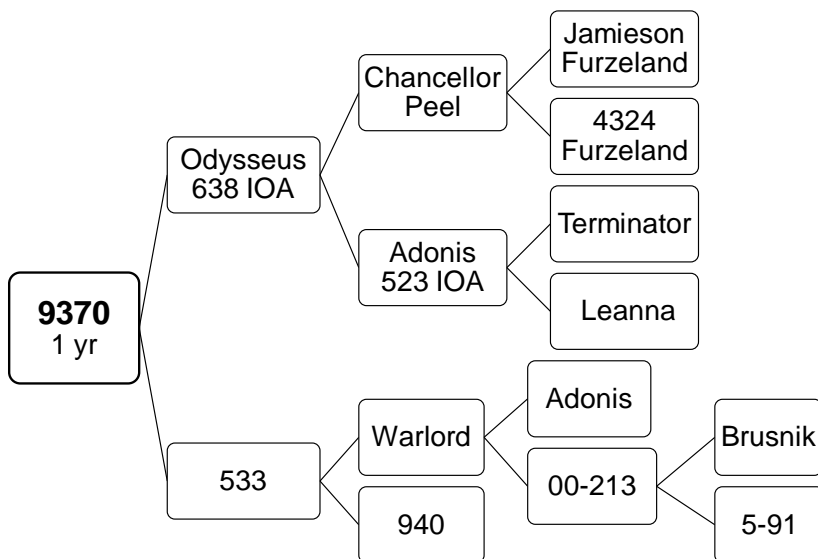 Jamieson
Furzeland
Chancellor
Peel
4324
Furzeland
Odysseus
638 IOA
Terminator
Adonis
523 IOA
Leanna
9370
1 yr
Adonis
Warlord
Brusnik
533
00-213
940
5-91